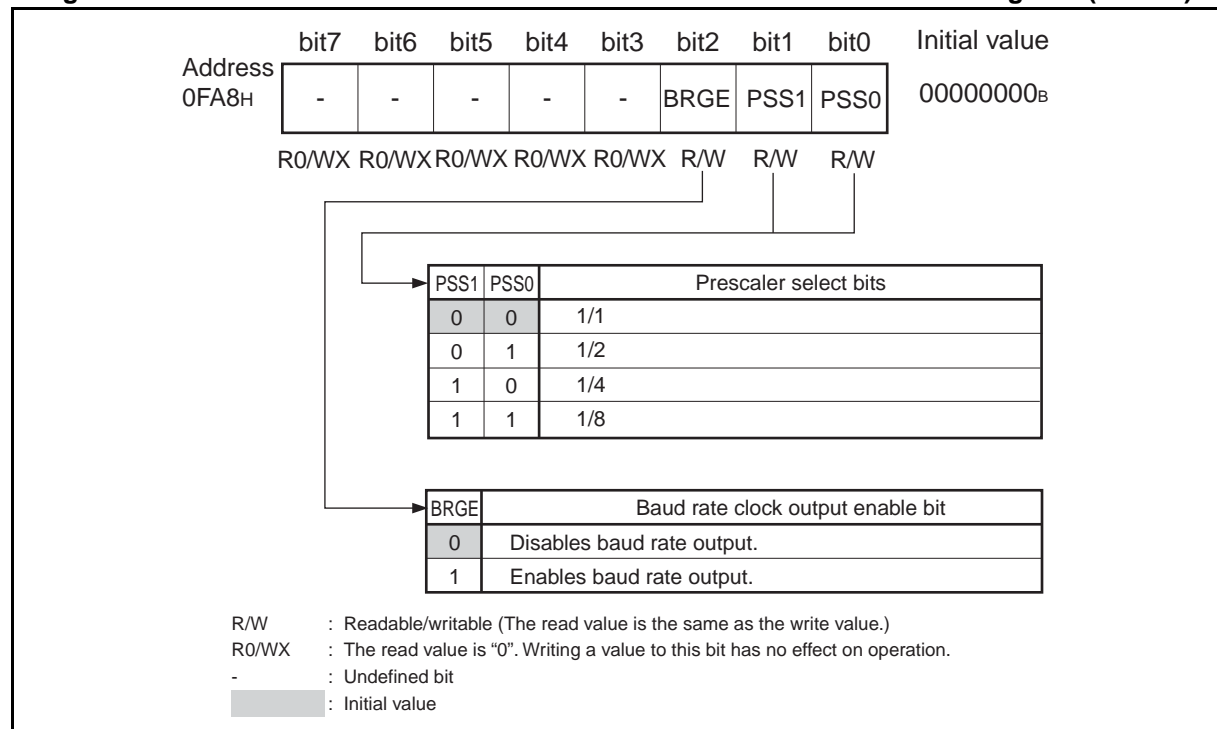 bit7 bit6 bit5 bit4 bit3 bit2 bit1 bit0 Initial value
Address
0FA8H - - - - - BRGE PSS1 PSS0 00000000B
R0/WX R0/WX R0/WX R0/WX R0/WX R/W R/W R/W
PSS1 PSS0 Prescaler select bits
0 0 1/1
0 1 1/2
1 0 1/4
1 1 1/8
BRGE Baud rate clock output enable bit
0 Disables baud rate output.
1 Enables baud rate output.
R/W : Readable/writable (The read value is the same as the write value.)
R0/WX : The read value is “0”. Writing a value to this bit has no effect on operation.
- : Undefined bit
: Initial value